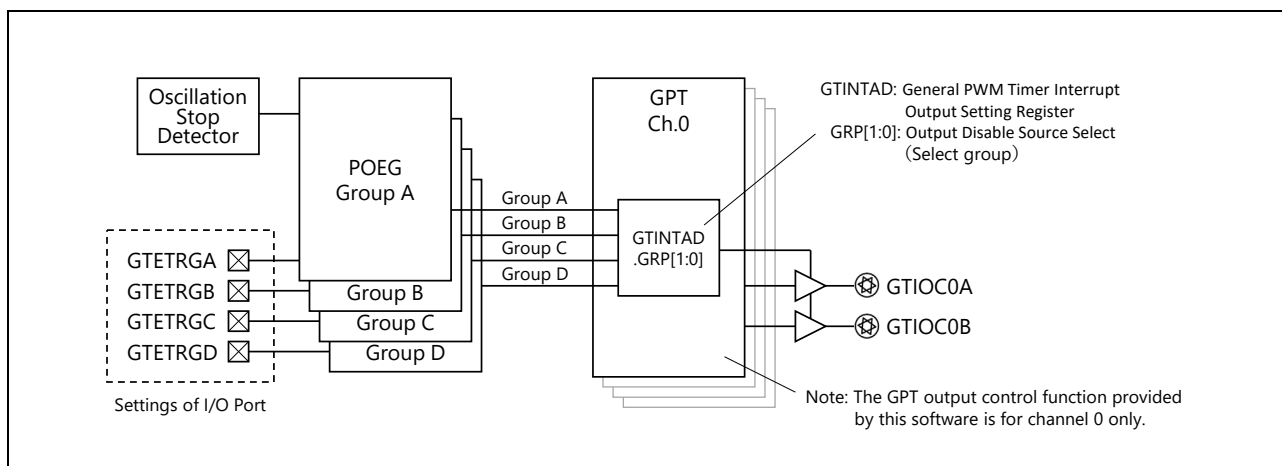 Oscillation
Stop
Detector
POEG
Group A
Group B
Group C
Group D
GTETRGA
GTETRGB
GTETRGC
GTETRGD
Settings of I/O Port
Group A
Group B
Group C
Group D
GPT
Ch.0
GTINTAD
.GRP[1:0]
GTINTAD: General PWM Timer Interrupt
Output Setting Register
GRP[1:0]: Output Disable Source Select
（Select group）
GTIOC0A
GTIOC0B
Note: The GPT output control function provided
by this software is for channel 0 only.